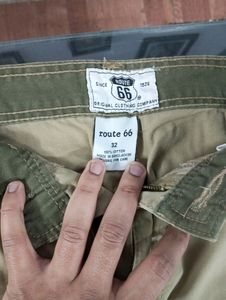 ROUTE
SINCE 66 1926
ORIGINAL CLOTHING COMPANY
route 66
32
100% COTTON
MADE IN BANGLADESH